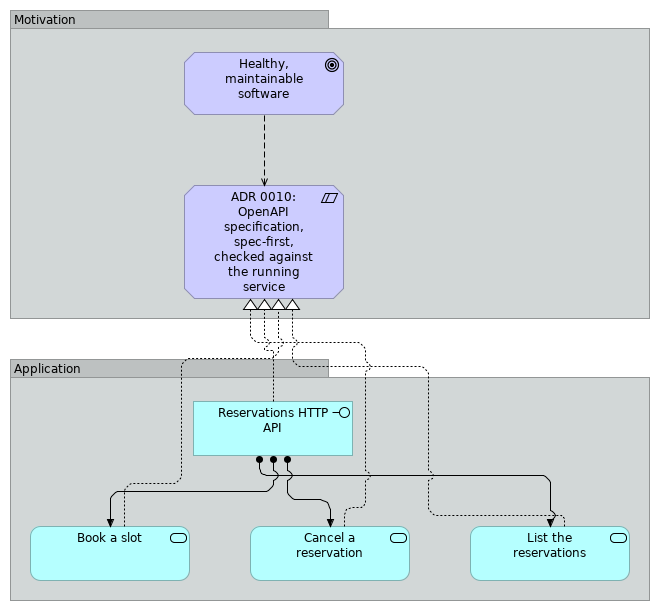 Motivation
Healthy,
maintainable
software
ADR 0010:
OpenAPI
specification,
spec-first,
checked against
the running
service
Application
Reservations HTTP
API
Book a slot
Cancel a
reservation
List the
reservations